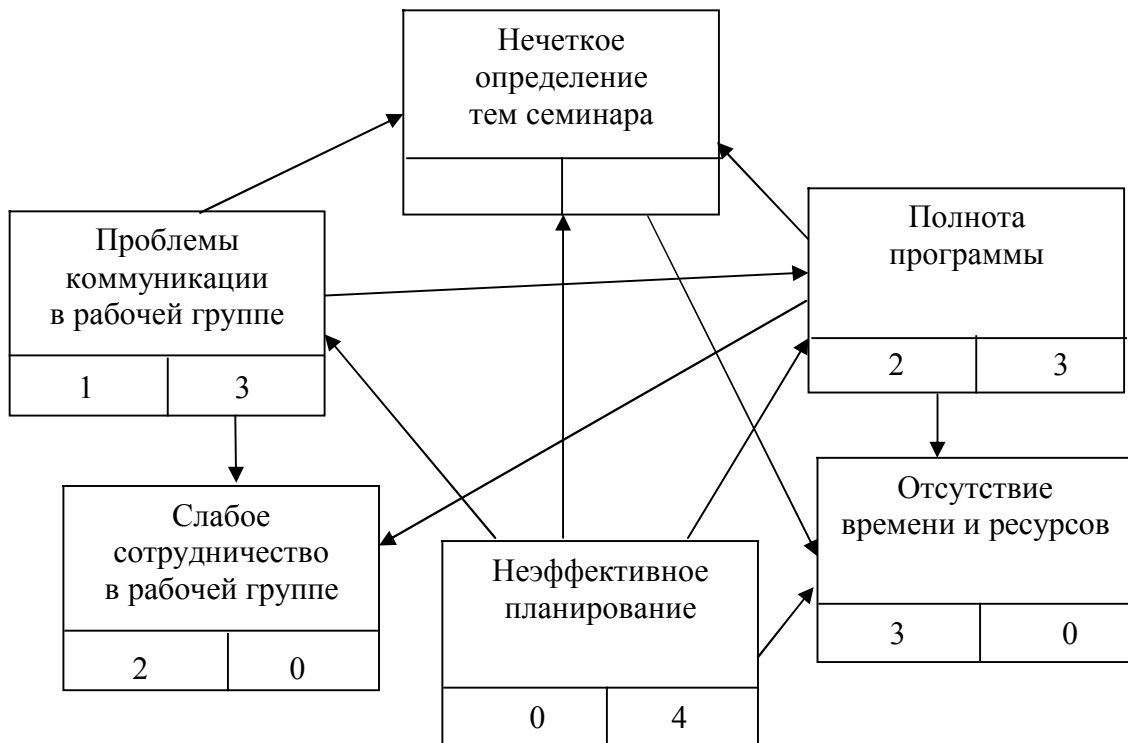 Нечеткое
определение
тем семинара
Проблемы
коммуникации
в рабочей группе
1 3
Полнота
программы
2 3
Слабое
сотрудничество
в рабочей группе
2 0
Неэффективное
планирование
0 4
Отсутствие
времени и ресурсов
3 0